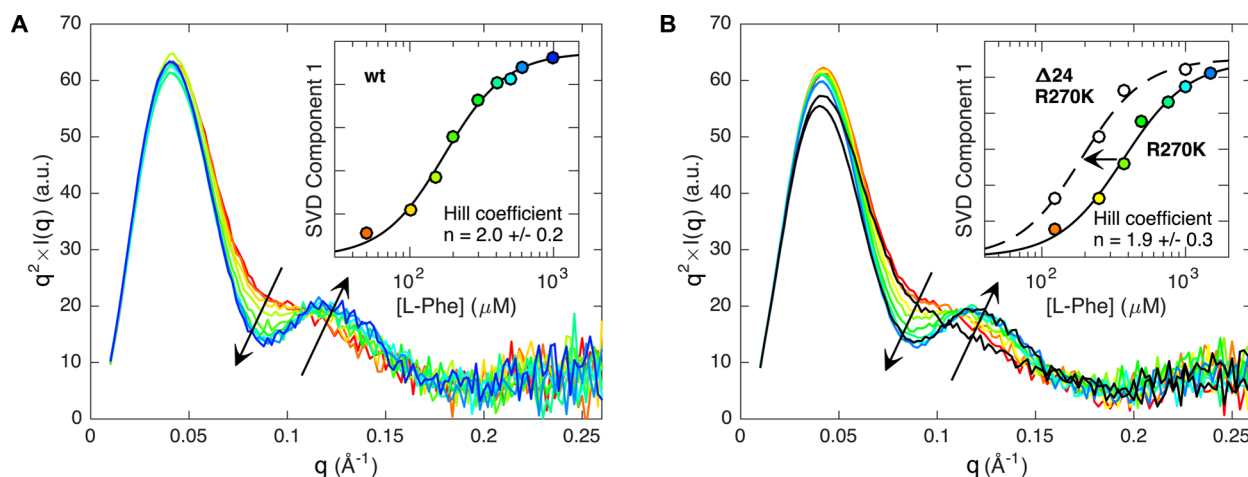 A
q² × I(q) (a.u.)
70
60
50
40
30
20
10
0
0
0.05
0.1
0.15
0.2
0.25
q (Å⁻¹)
SVD Component 1
wt
Hill coefficient
n = 2.0 +/- 0.2
10²
10³
[L-Phe] (μM)
B
q² × I(q) (a.u.)
70
60
50
40
30
20
10
0
0
0.05
0.1
0.15
0.2
0.25
q (Å⁻¹)
SVD Component 1
Δ24
R270K
R270K
Hill coefficient
n = 1.9 +/- 0.3
10²
10³
[L-Phe] (μM)